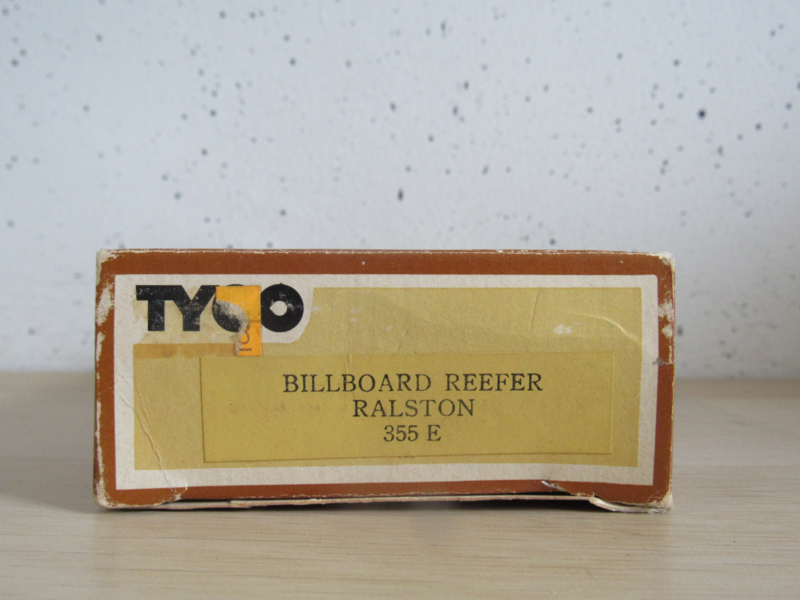 TYCO
BILLBOARD REEFER
RALSTON
355 E